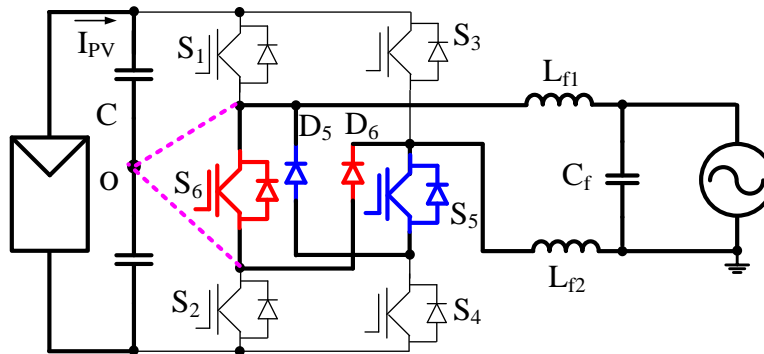 I_PV
S_1
S_3
L_f1
C
D_5
D_6
O
S_6
S_5
C_f
L_f2
S_2
S_4